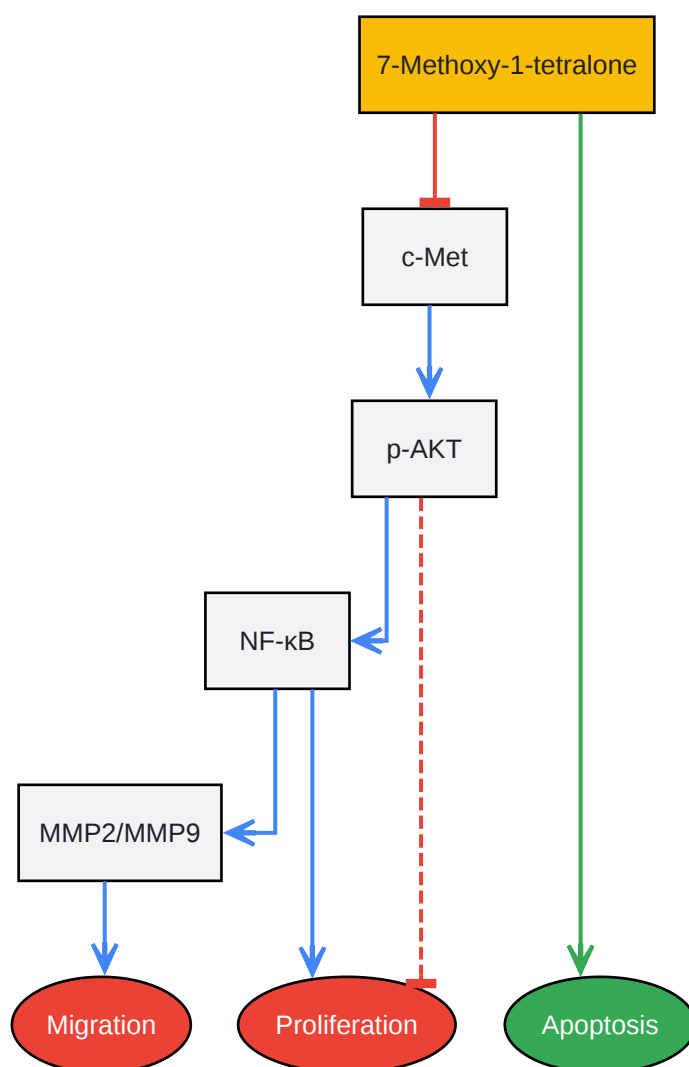 7-Methoxy-1-tetralone
c-Met
p-AKT
NF-κB
MMP2/MMP9
Migration
Proliferation
Apoptosis